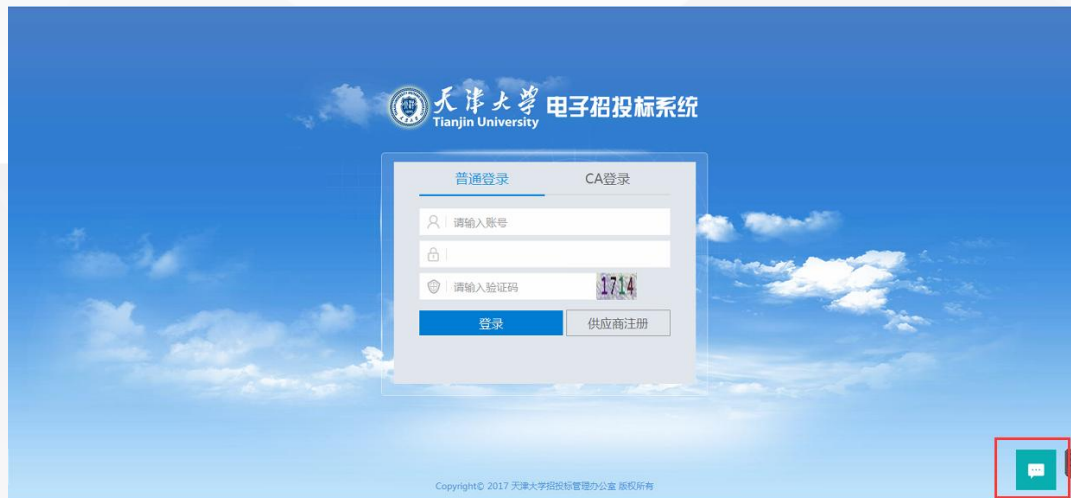 天津大学 电子招投标系统
Tianjin University
普通登录 CA登录
请输入账号
请输入验证码 1714
登录 供应商注册
Copyright© 2017 天津大学招投标管理办公室 版权所有